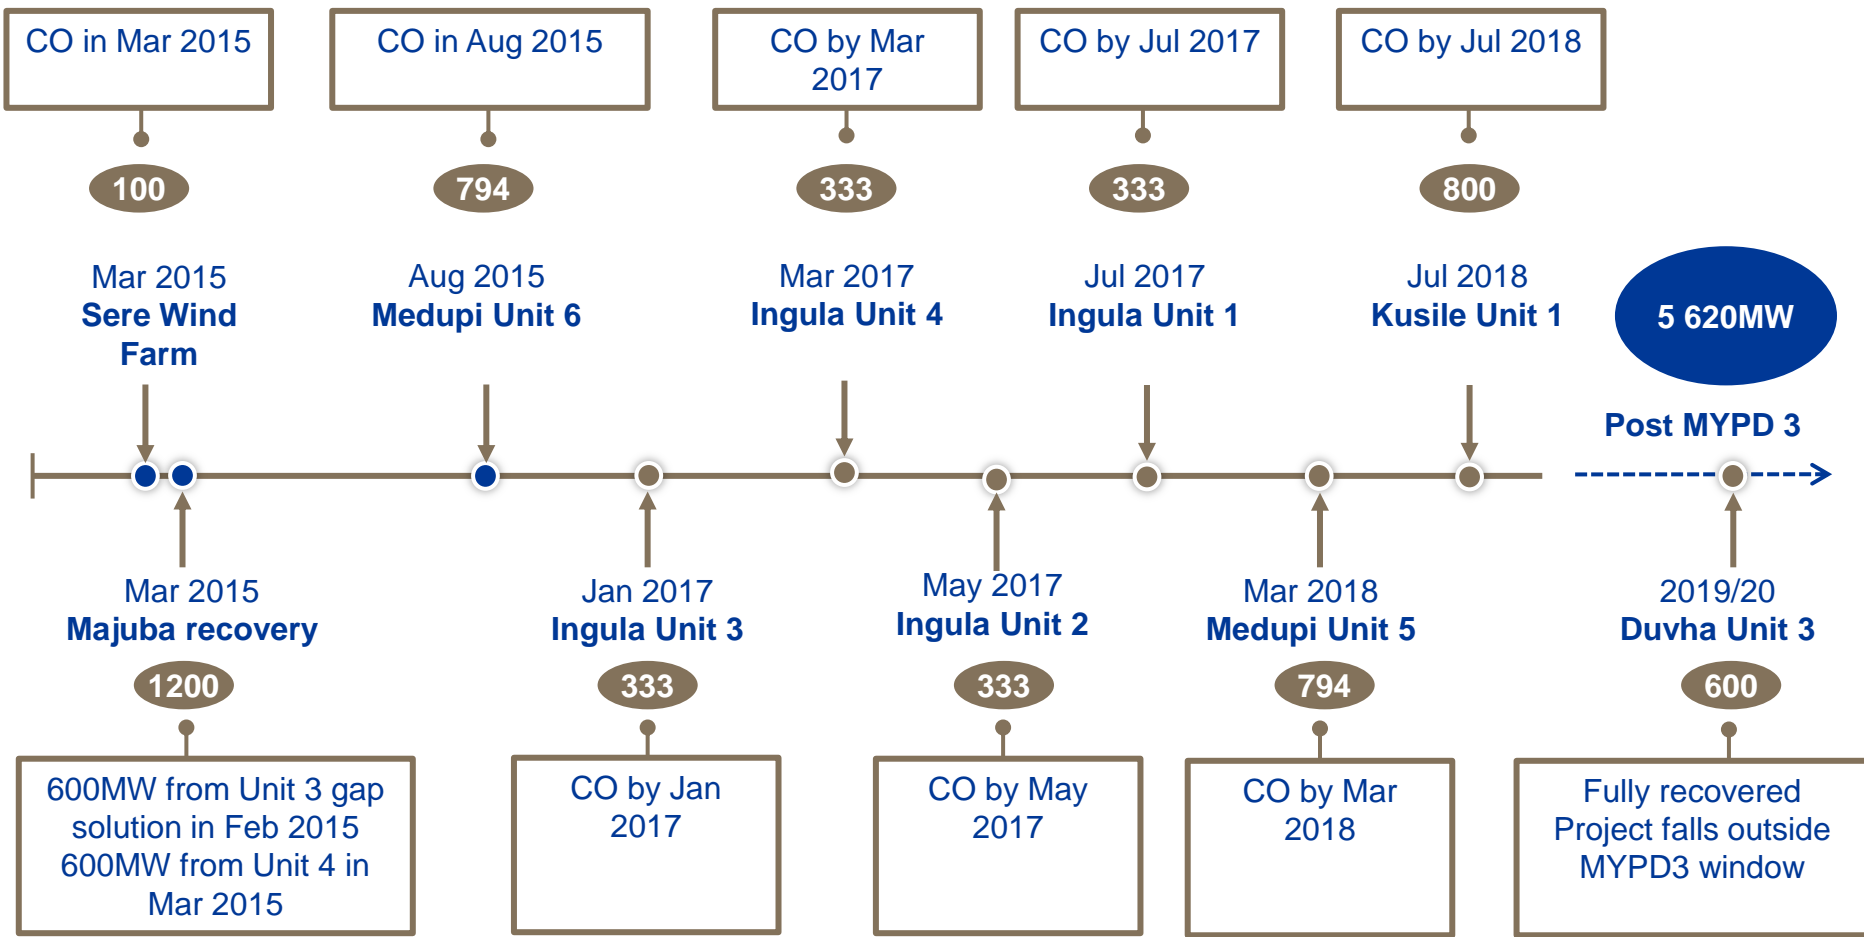 CO in Mar 2015
CO in Aug 2015
CO by Mar
2017
CO by Jul 2017
CO by Jul 2018
100
794
333
333
800
Mar 2015
Sere Wind
Farm
Aug 2015
Medupi Unit 6
Mar 2017
Ingula Unit 4
Jul 2017
Ingula Unit 1
Jul 2018
Kusile Unit 1
5 620MW
Post MYPD 3
Mar 2015
Majuba recovery
Jan 2017
Ingula Unit 3
May 2017
Ingula Unit 2
Mar 2018
Medupi Unit 5
2019/20
Duvha Unit 3
1200
333
333
794
600
600MW from Unit 3 gap
solution in Feb 2015
600MW from Unit 4 in
Mar 2015
CO by Jan
2017
CO by May
2017
CO by Mar
2018
Fully recovered
Project falls outside
MYPD3 window